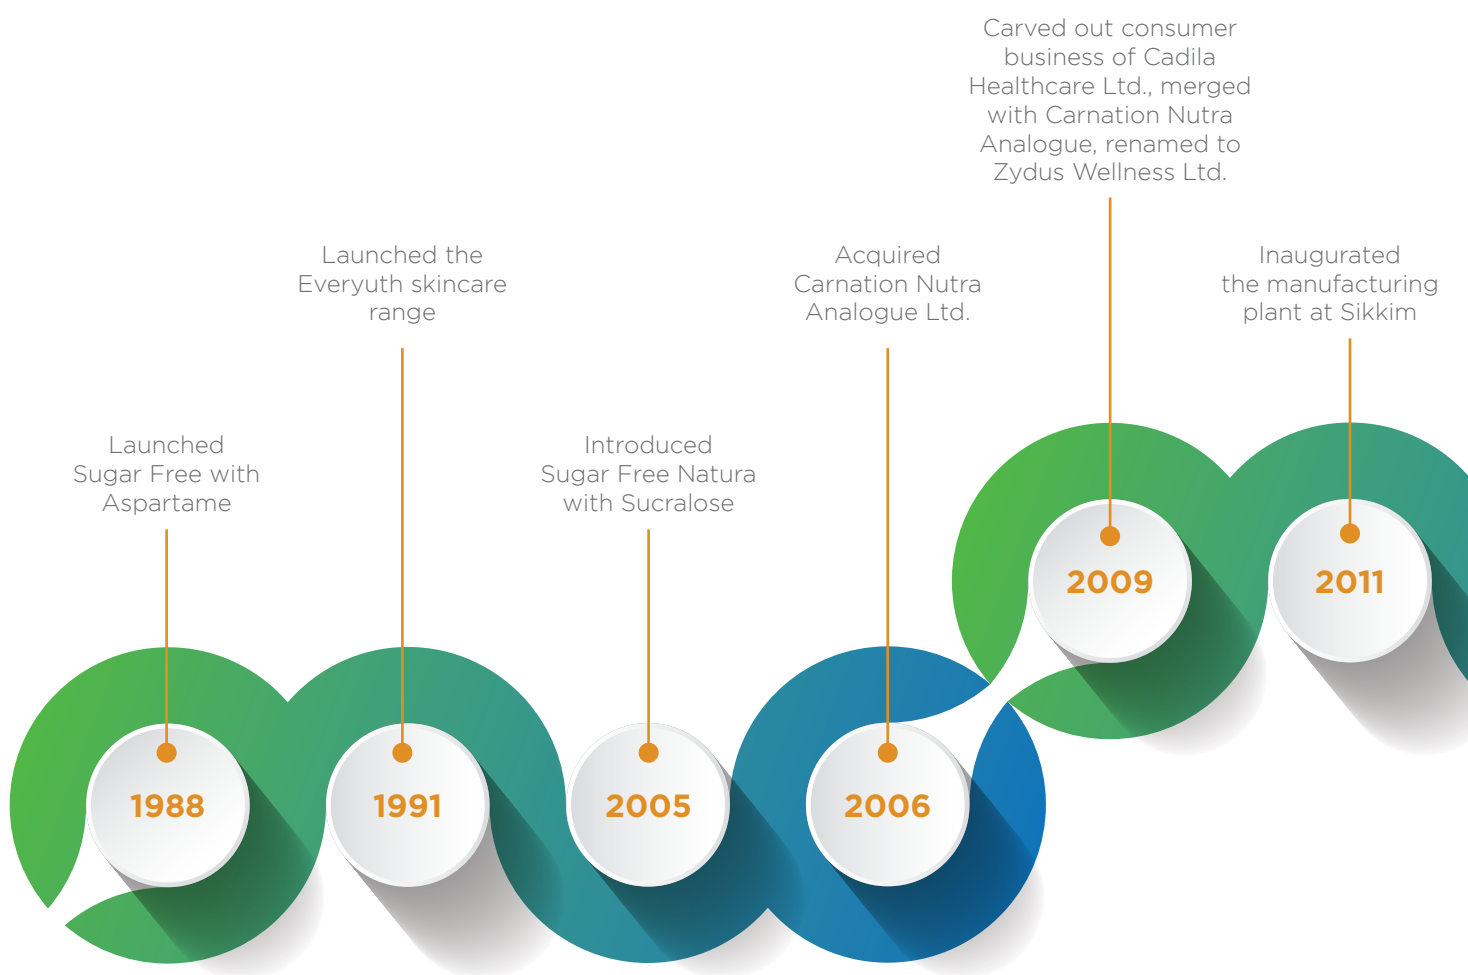 Launched
Sugar Free with
Aspartame
1988
Launched the
Everyuth skincare
range
1991
Introduced
Sugar Free Natura
with Sucralose
2005
Acquired
Carnation Nutra
Analogue Ltd.
2006
Carved out consumer
business of Cadila
Healthcare Ltd., merged
with Carnation Nutra
Analogue, renamed to
Zydus Wellness Ltd.
2009
Inaugurated
the manufacturing
plant at Sikkim
2011